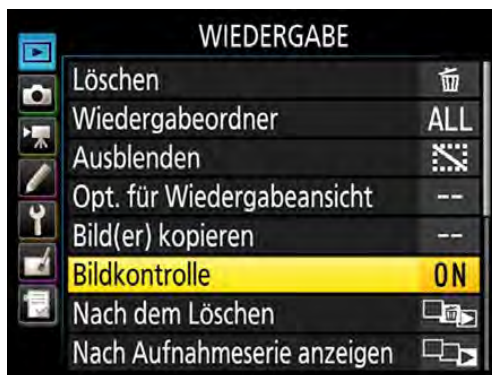 WIEDERGABE
Löschen
Wiedergabeordner ALL
Ausblenden
Opt. für Wiedergabeansicht --
Bild(er) kopieren --
Bildkontrolle ON
Nach dem Löschen
Nach Aufnahmeserie anzeigen